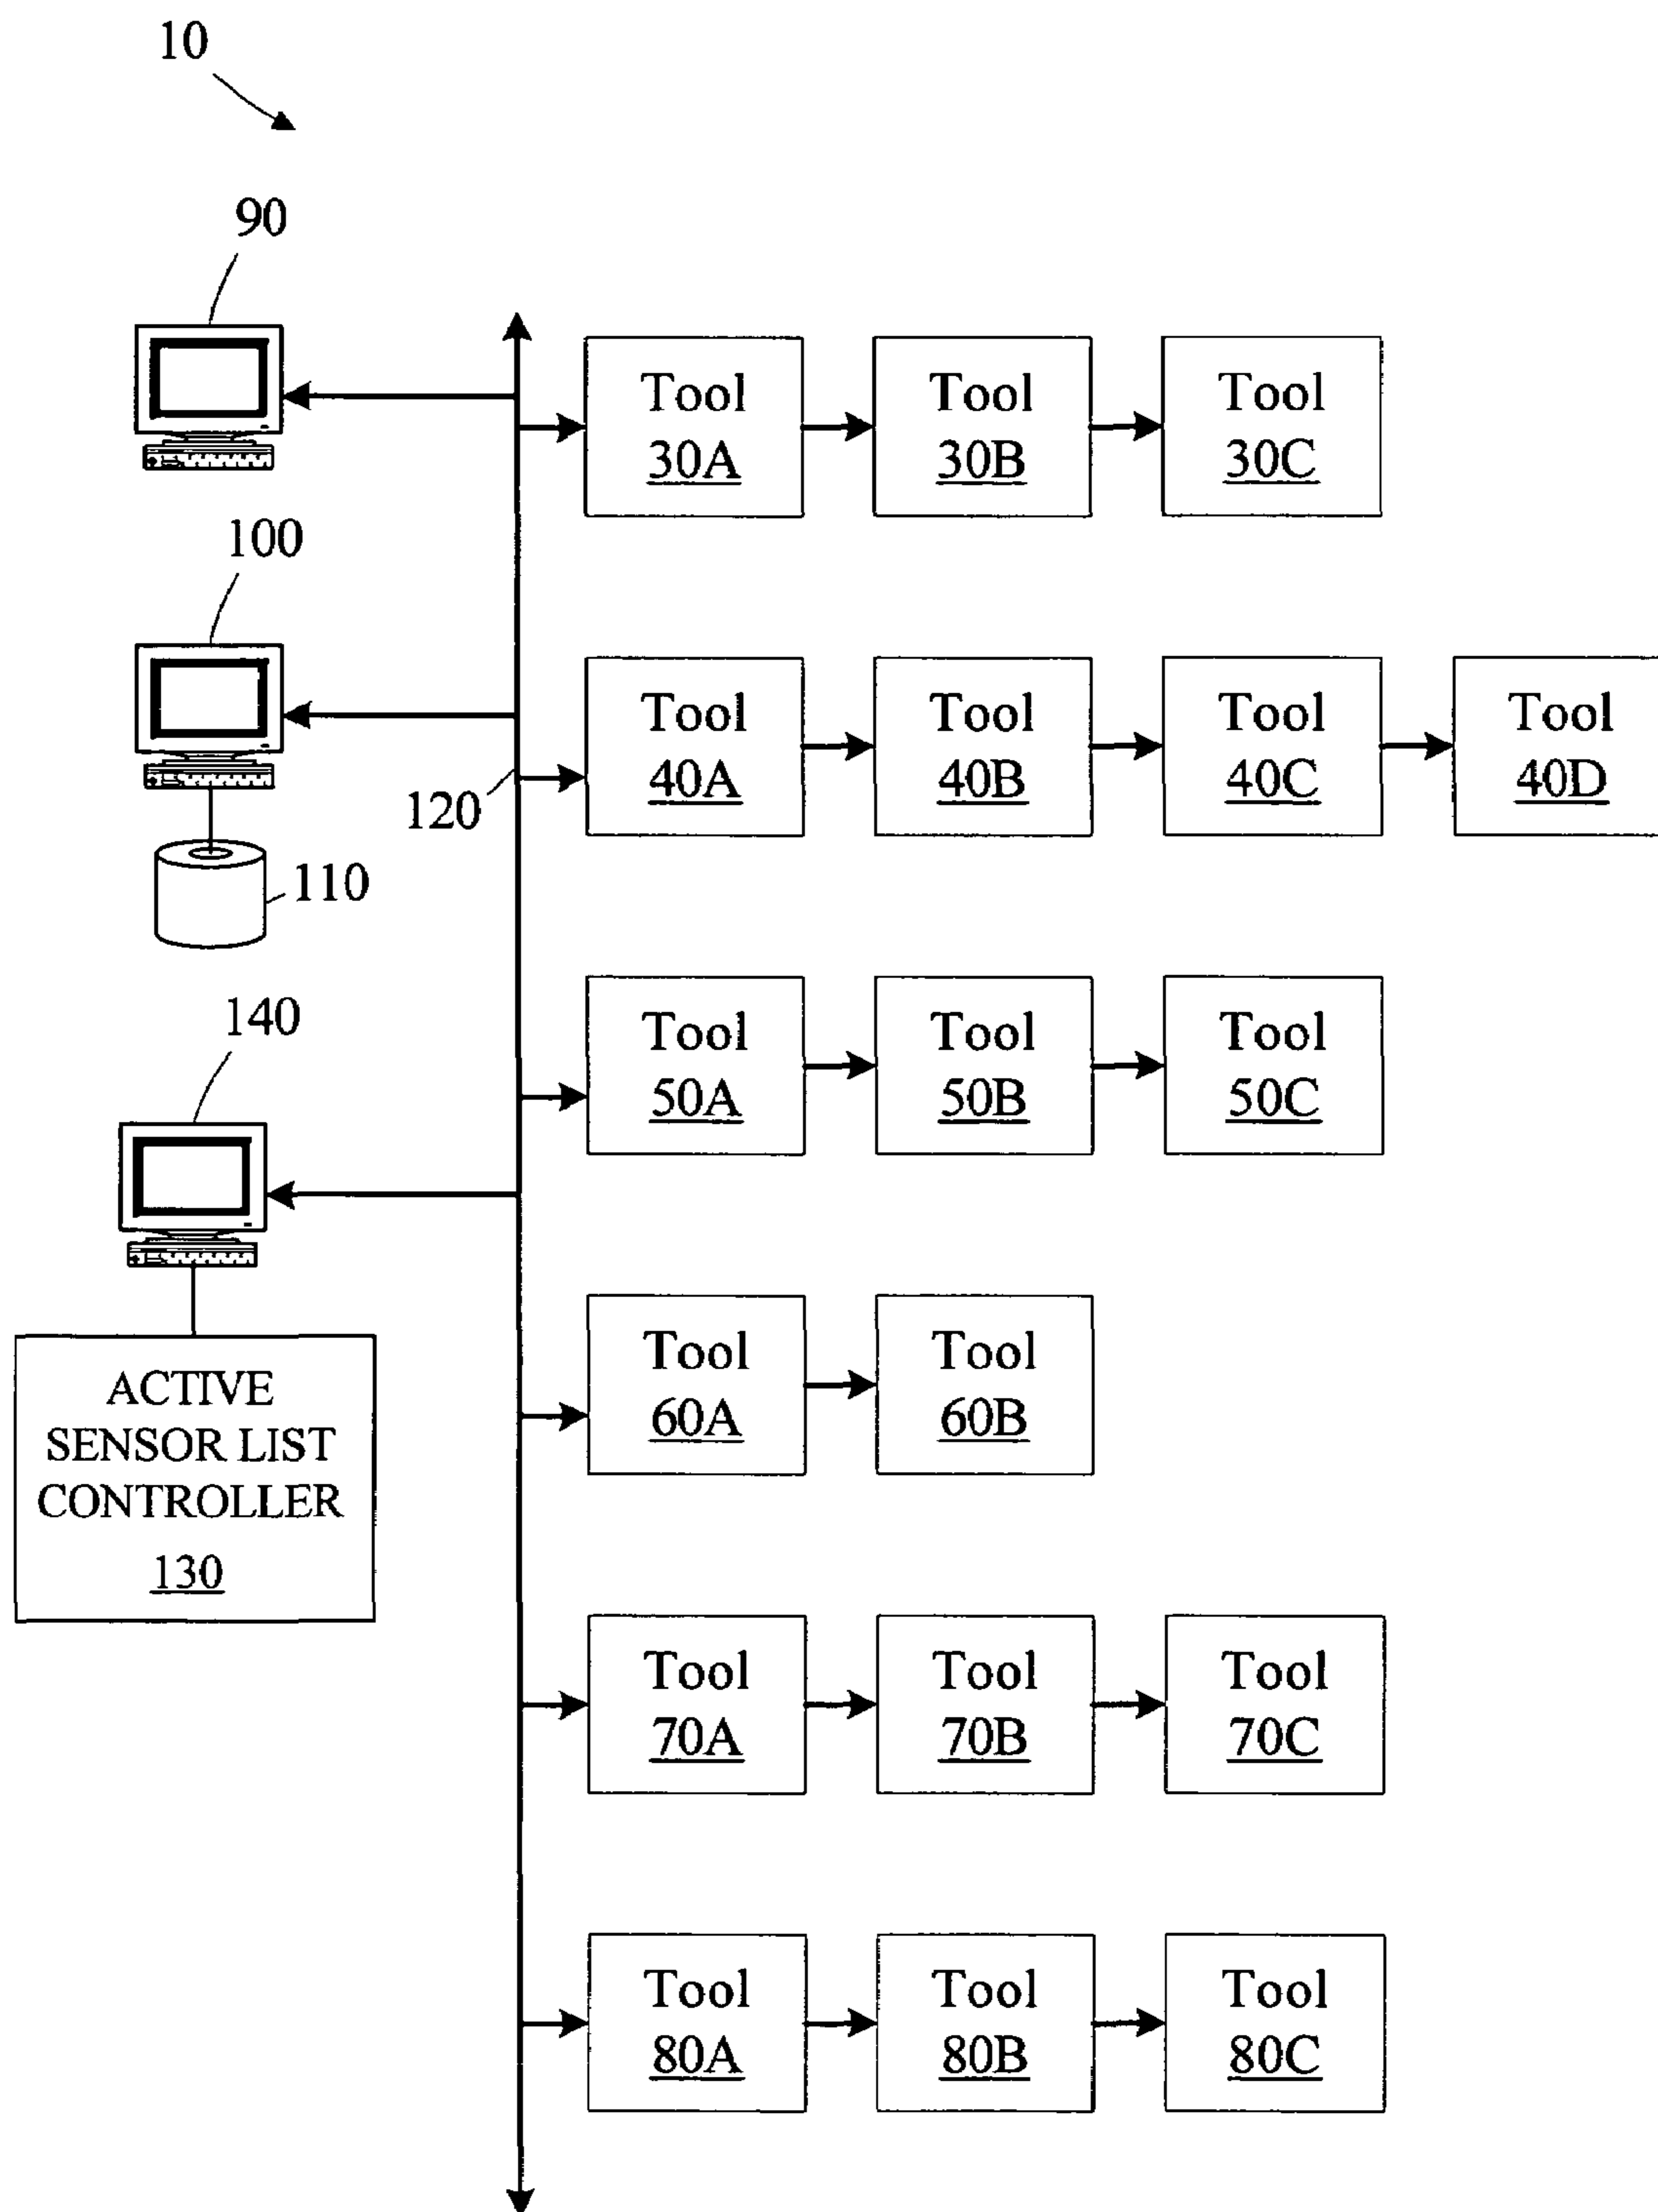 10
90
Tool
30A
Tool
30B
Tool
30C
100
Tool
40A
Tool
40B
Tool
40C
Tool
40D
120
110
Tool
50A
Tool
50B
Tool
50C
140
Tool
60A
Tool
60B
ACTIVE
SENSOR LIST
CONTROLLER
130
Tool
70A
Tool
70B
Tool
70C
Tool
80A
Tool
80B
Tool
80C